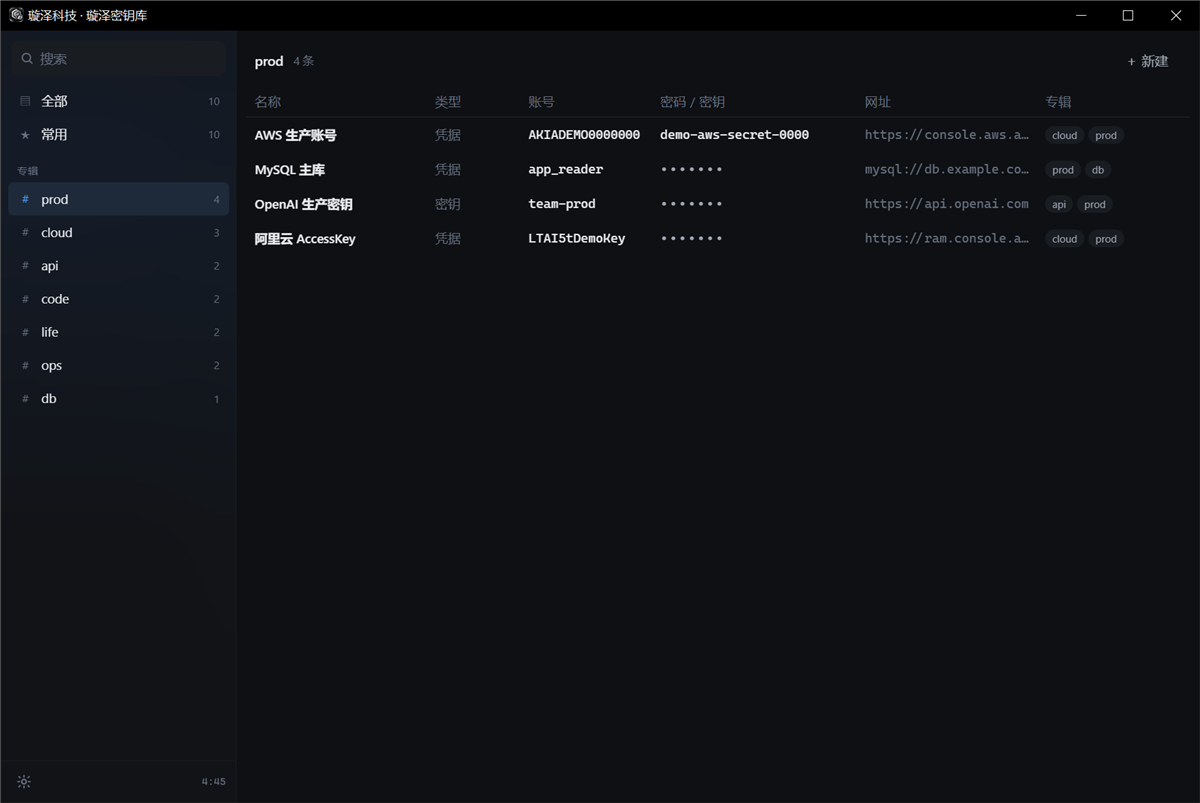 璇泽科技 · 璇泽密钥库
搜索
全部 10
常用 10
专辑
# prod 4
# cloud 3
# api 2
# code 2
# life 2
# ops 2
# db 1
4:45
prod 4 条
+ 新建
名称 类型 账号 密码 / 密钥 网址 专辑
AWS 生产账号 凭据 AKIADEMO0000000 demo-aws-secret-0000 https://console.aws.a… cloud prod
MySQL 主库 凭据 app_reader ••••••• mysql://db.example.co… prod db
OpenAI 生产密钥 密钥 team-prod ••••••• https://api.openai.com api prod
阿里云 AccessKey 凭据 LTAI5tDemoKey ••••••• https://ram.console.a… cloud prod